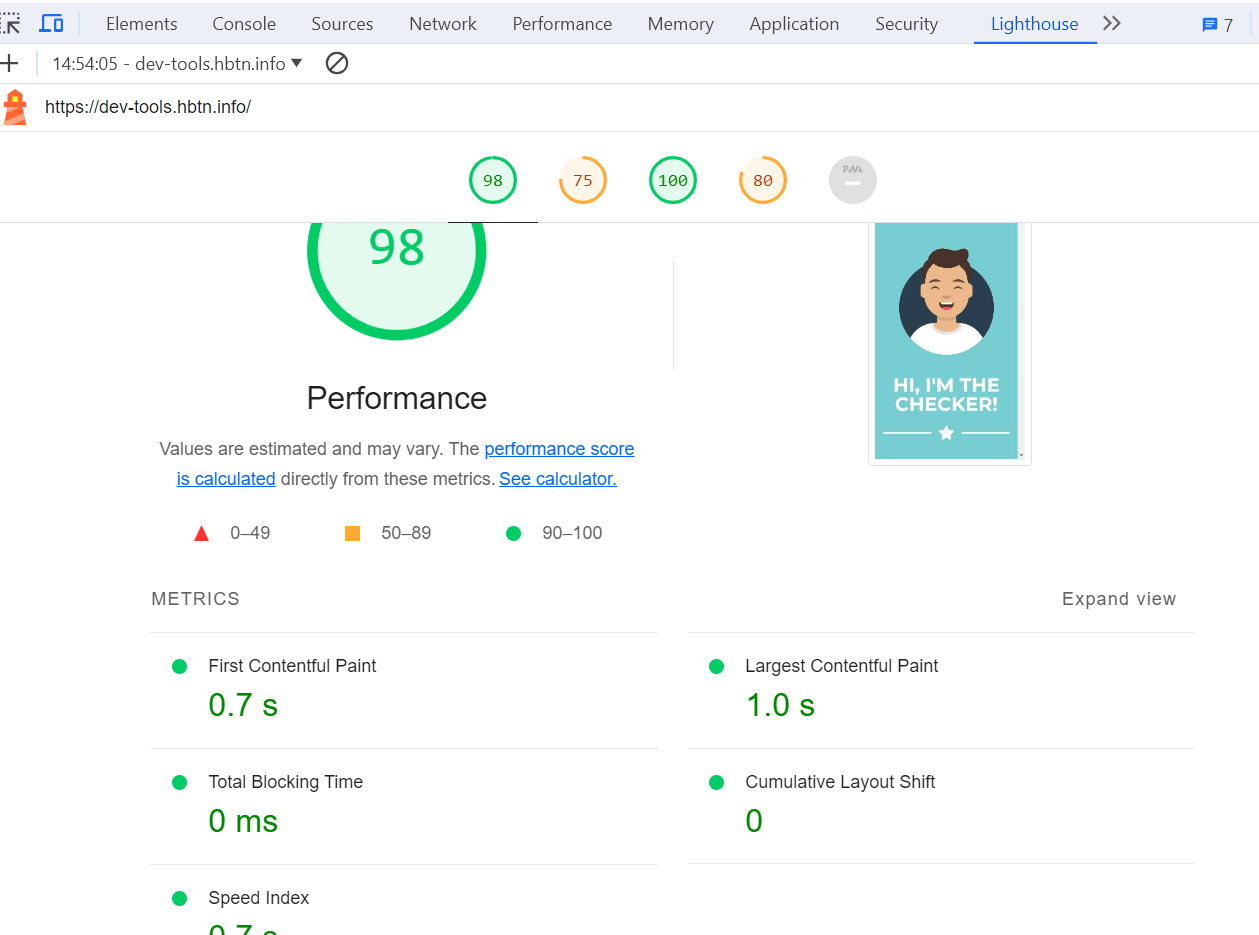 Elements Console Sources Network Performance Memory Application Security Lighthouse 7
14:54:05 - dev-tools.hbtn.info
https://dev-tools.hbtn.info/
98 75 100 80 PWA
98
HI, I'M THE
CHECKER!
Performance
Values are estimated and may vary. The performance score
is calculated directly from these metrics. See calculator.
0–49 50–89 90–100
METRICS Expand view
First Contentful Paint
0.7 s
Largest Contentful Paint
1.0 s
Total Blocking Time
0 ms
Cumulative Layout Shift
0
Speed Index
0.7 s